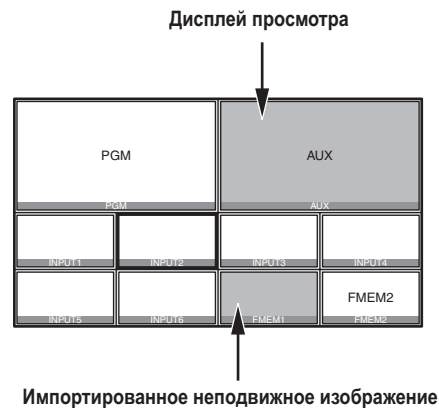 Дисплей просмотра
PGM
AUX
PGM
AUX
INPUT1
INPUT2
INPUT3
INPUT4
FMEM2
INPUT5
INPUT6
FMEM1
FMEM2
Импортированное неподвижное изображение